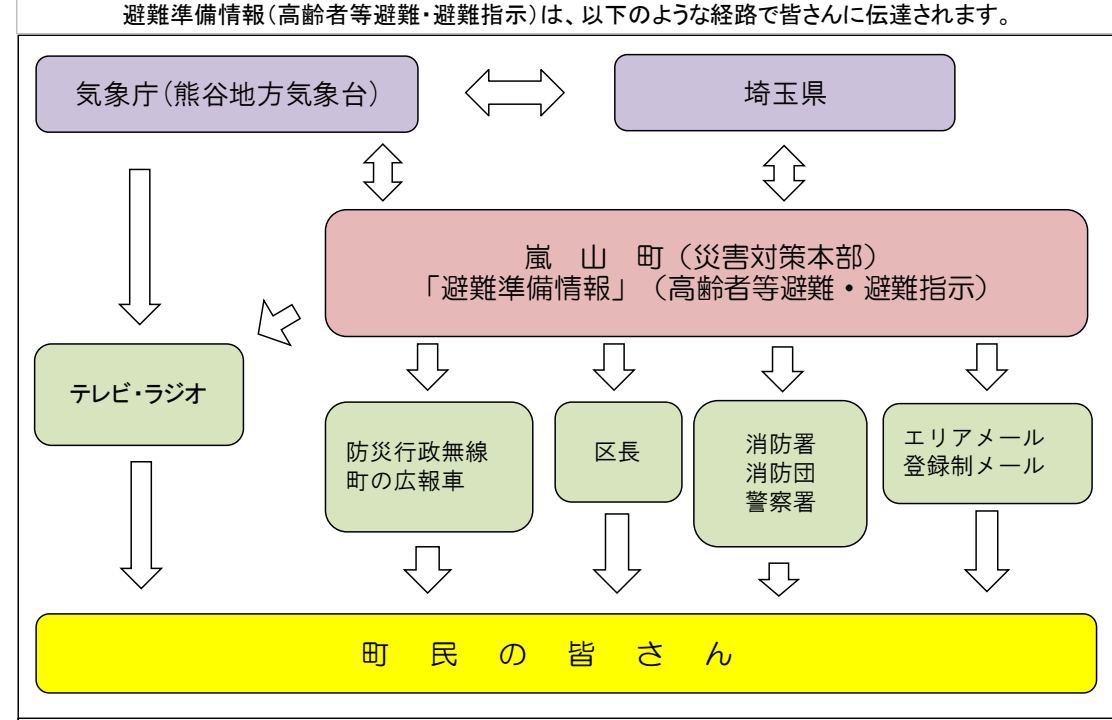 避難準備情報(高齢者等避難・避難指示)は、以下のような経路で皆さんに伝達されます。
気象庁(熊谷地方気象台)
埼玉県
嵐 山 町(災害対策本部)
「避難準備情報」(高齢者等避難・避難指示)
テレビ・ラジオ
防災行政無線
町の広報車
区長
消防署
消防団
警察署
エリアメール
登録制メール
町 民 の 皆 さ ん